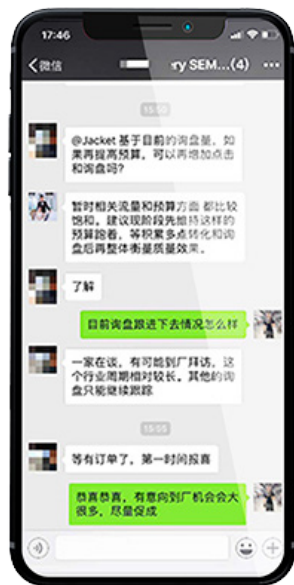 17:46
微信
ry SEM...(4)
15:50
@Jacket 基于目前的询盘量，如
果再提高预算，可以再增加点击
和询盘吗？
暂时相关流量和预算方面 都比较
饱和。建议现阶段先维持这样的
预算跑着，等积累多点转化和询
盘后再整体衡量质量效果。
了解
目前询盘跟进下去情况怎么样
一家在谈，有可能到厂拜访，这
个行业周期相对较长。其他的询
盘只能继续跟踪
15:55
等有订单了，第一时间报喜
恭喜恭喜，有意向到厂机会会大
很多，尽量促成